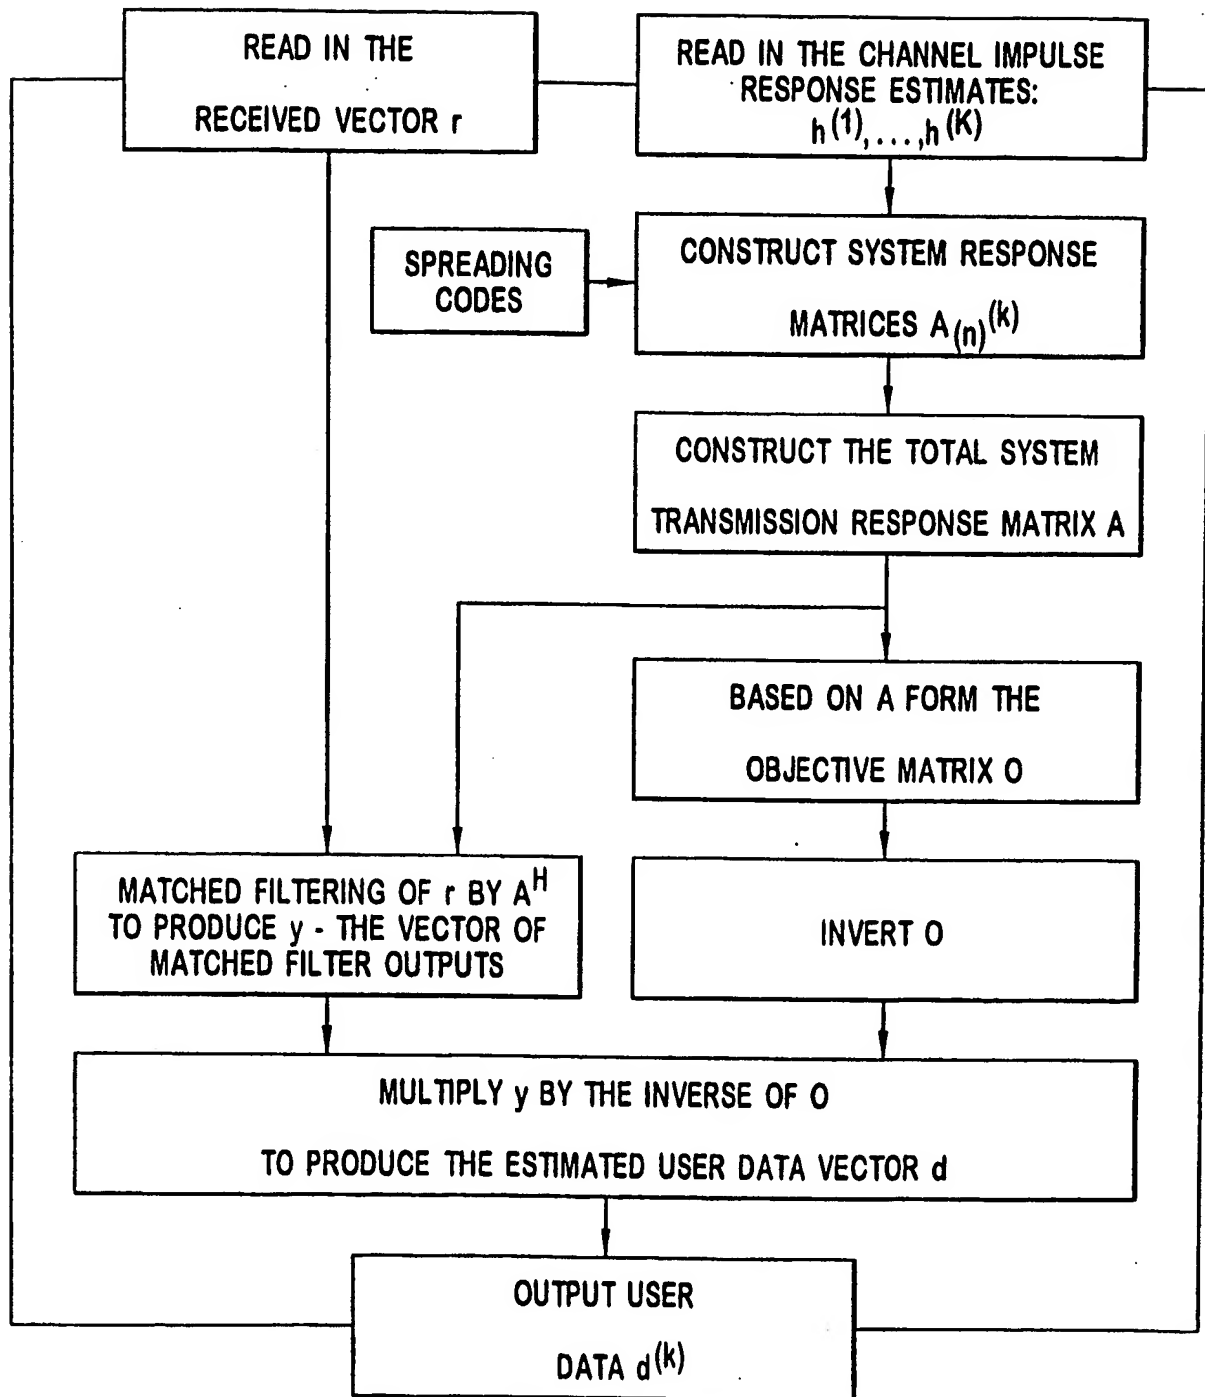 READ IN THE
RECEIVED VECTOR r
READ IN THE CHANNEL IMPULSE
RESPONSE ESTIMATES:
h(1),...,h(K)
SPREADING
CODES
CONSTRUCT SYSTEM RESPONSE
MATRICES A(n)(k)
CONSTRUCT THE TOTAL SYSTEM
TRANSMISSION RESPONSE MATRIX A
BASED ON A FORM THE
OBJECTIVE MATRIX O
MATCHED FILTERING OF r BY AH
TO PRODUCE y - THE VECTOR OF
MATCHED FILTER OUTPUTS
INVERT O
MULTIPLY y BY THE INVERSE OF O
TO PRODUCE THE ESTIMATED USER DATA VECTOR d
OUTPUT USER
DATA d(k)